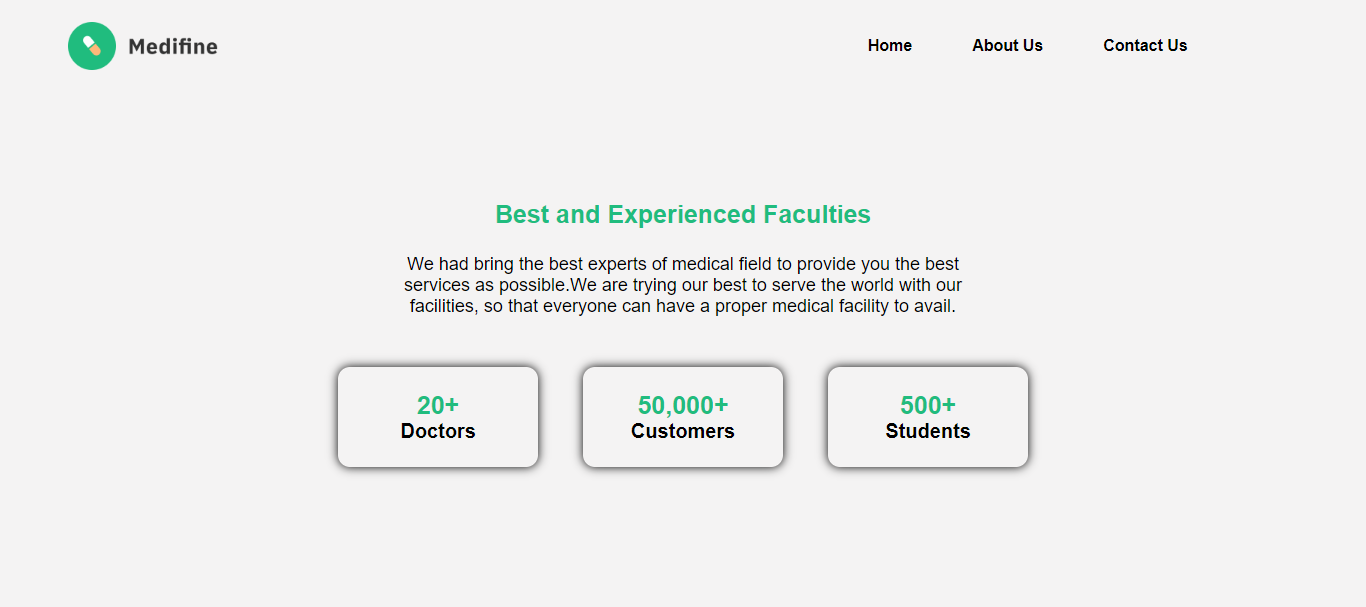 Medifine
Home About Us Contact Us
Best and Experienced Faculties
We had bring the best experts of medical field to provide you the best
services as possible.We are trying our best to serve the world with our
facilities, so that everyone can have a proper medical facility to avail.
20+
Doctors
50,000+
Customers
500+
Students